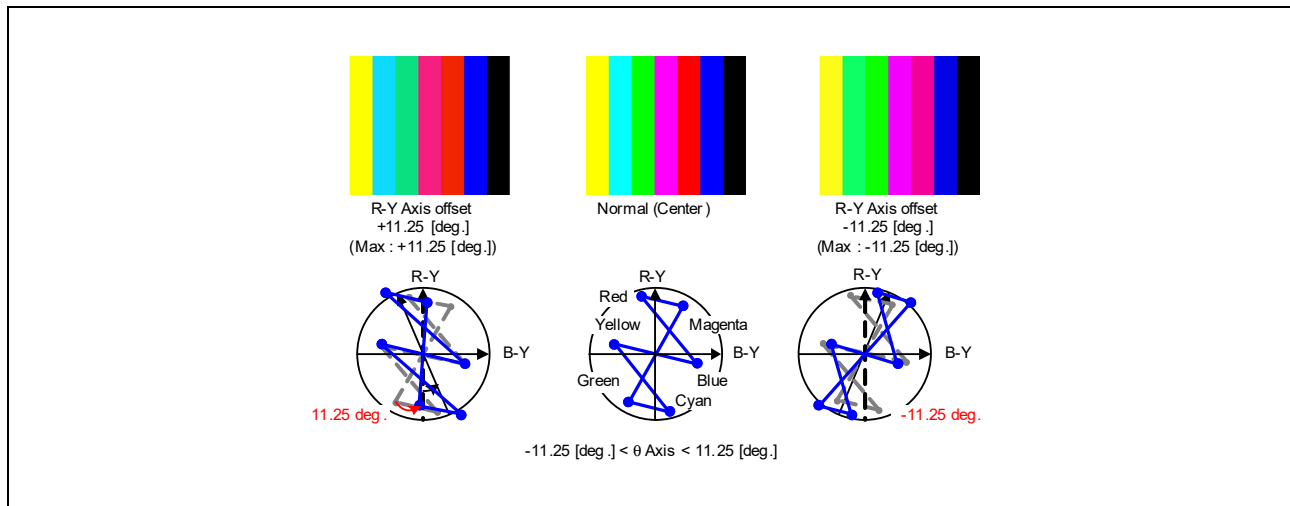 R-Y Axis offset
+11.25 [deg.]
(Max : +11.25 [deg.])
Normal (Center )
R-Y Axis offset
-11.25 [deg.]
(Max : -11.25 [deg.])
R-Y
B-Y
11.25 deg.
R-Y
Red
Yellow
Magenta
B-Y
Green
Blue
Cyan
R-Y
B-Y
-11.25 deg.
-11.25 [deg.] < θ Axis < 11.25 [deg.]